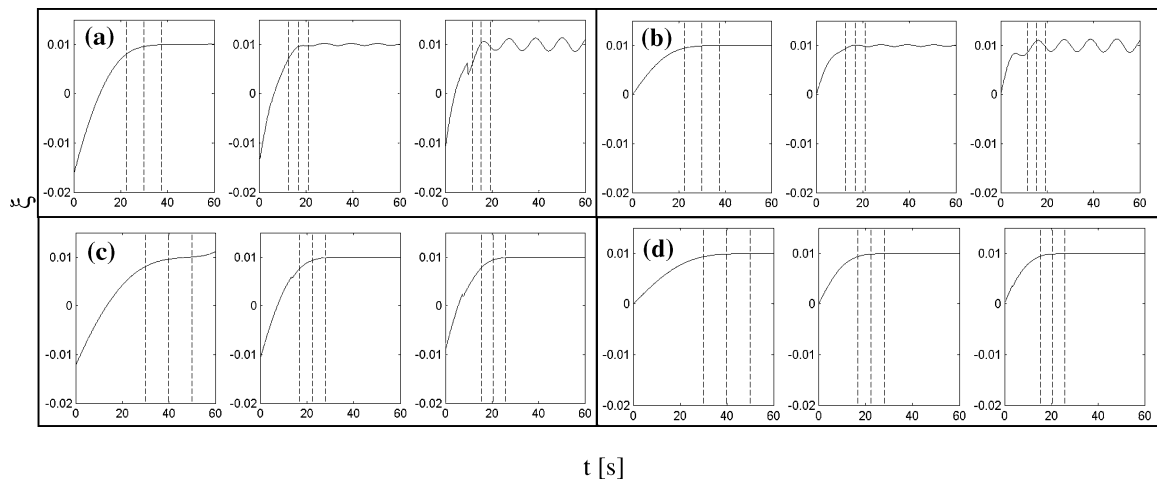 (a) (b)
0.01 0.01 0.01 0.01 0.01 0.01
0 0 0 0 0 0
-0.01 -0.01 -0.01 -0.01 -0.01 -0.01
-0.02 -0.02 -0.02 -0.02 -0.02 -0.02
0 20 40 60 0 20 40 60 0 20 40 60 0 20 40 60 0 20 40 60 0 20 40 60
ξ
(c) (d)
0.01 0.01 0.01 0.01 0.01 0.01
0 0 0 0 0 0
-0.01 -0.01 -0.01 -0.01 -0.01 -0.01
-0.02 -0.02 -0.02 -0.02 -0.02 -0.02
0 20 40 60 0 20 40 60 0 20 40 60 0 20 40 60 0 20 40 60 0 20 40 60
t [s]